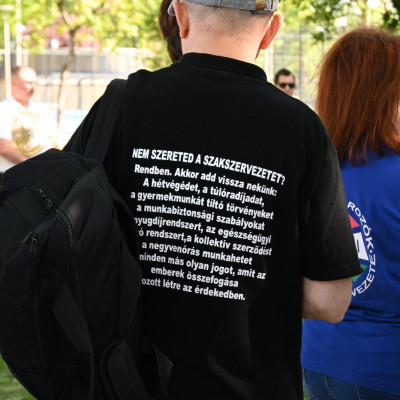 NEM SZERETED A SZAKSZERVEZETET?
Rendben. Akkor add vissza nekünk:
A hétvégédet, a túlóradíjadat,
a gyermekmunkát tiltó törvényeket
a munkabiztonsági szabályokat
nyugdíjrendszert, az egészségügyi
rendszert, a kollektív szerződést
a negyvenórás munkahetet
minden más olyan jogot, amit az
emberek összefogása
ozott létre az érdekedben.